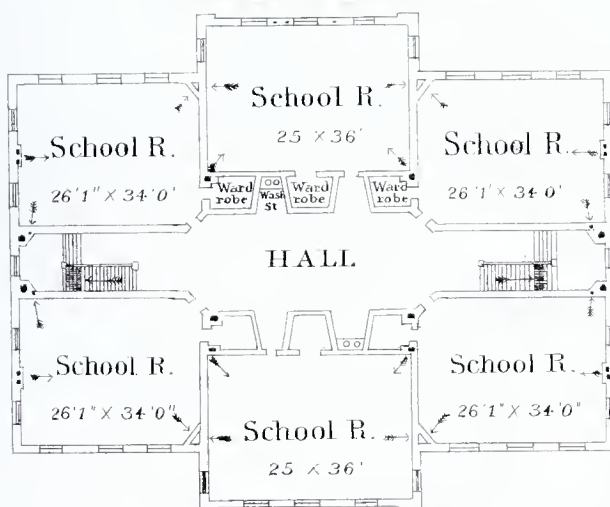 School R.
25 X 36'
School R.
26'1" X 34'0'
School R.
26'1' X 34'0'
Ward
robe
Wash
St
Ward
robe
Ward
robe
HALL
School R.
26'1" X 34'0"
School R.
26'1" X 34'0"
School R.
25 X 36'